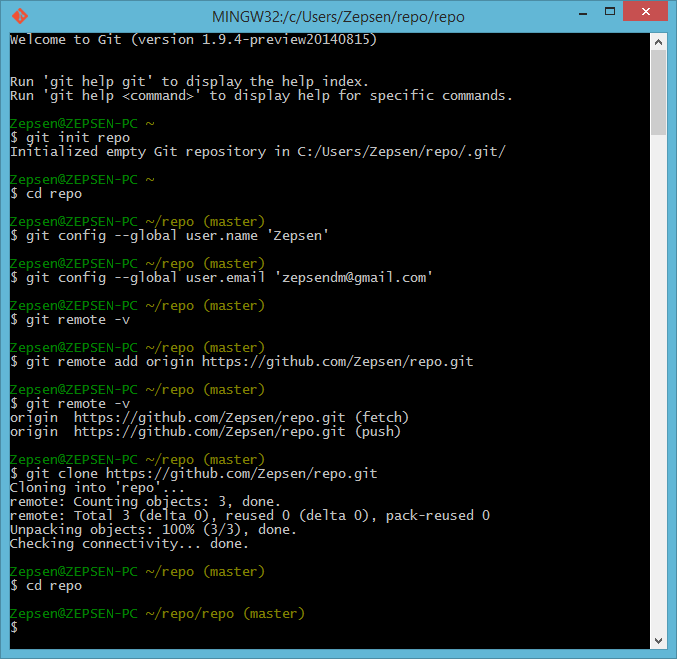 MINGW32:/c/Users/Zepsen/repo/repo
Welcome to Git (version 1.9.4-preview20140815)
Run 'git help git' to display the help index.
Run 'git help <command>' to display help for specific commands.
Zepsen@ZEPSEN-PC ~
$ git init repo
Initialized empty Git repository in C:/Users/Zepsen/repo/.git/
Zepsen@ZEPSEN-PC ~
$ cd repo
Zepsen@ZEPSEN-PC ~/repo (master)
$ git config --global user.name 'Zepsen'
Zepsen@ZEPSEN-PC ~/repo (master)
$ git config --global user.email 'zepsendm@gmail.com'
Zepsen@ZEPSEN-PC ~/repo (master)
$ git remote -v
Zepsen@ZEPSEN-PC ~/repo (master)
$ git remote add origin https://github.com/Zepsen/repo.git
Zepsen@ZEPSEN-PC ~/repo (master)
$ git remote -v
origin  https://github.com/Zepsen/repo.git (fetch)
origin  https://github.com/Zepsen/repo.git (push)
Zepsen@ZEPSEN-PC ~/repo (master)
$ git clone https://github.com/Zepsen/repo.git
Cloning into 'repo'...
remote: Counting objects: 3, done.
remote: Total 3 (delta 0), reused 0 (delta 0), pack-reused 0
Unpacking objects: 100% (3/3), done.
Checking connectivity... done.
Zepsen@ZEPSEN-PC ~/repo (master)
$ cd repo
Zepsen@ZEPSEN-PC ~/repo/repo (master)
$